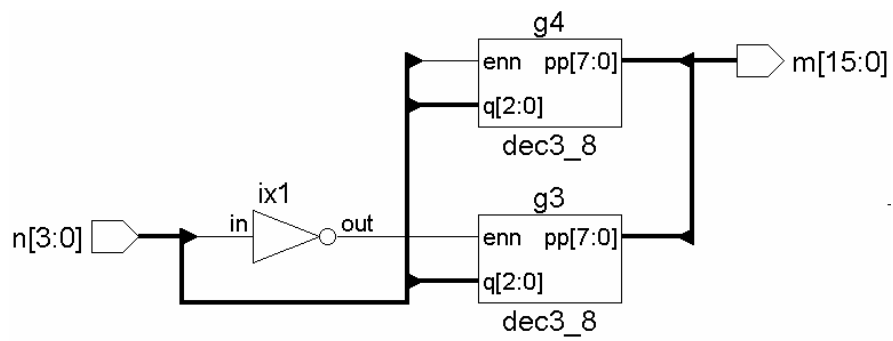 g4
enn pp[7:0]
q[2:0]
dec3_8
m[15:0]
ix1
in out
n[3:0]
g3
enn pp[7:0]
q[2:0]
dec3_8